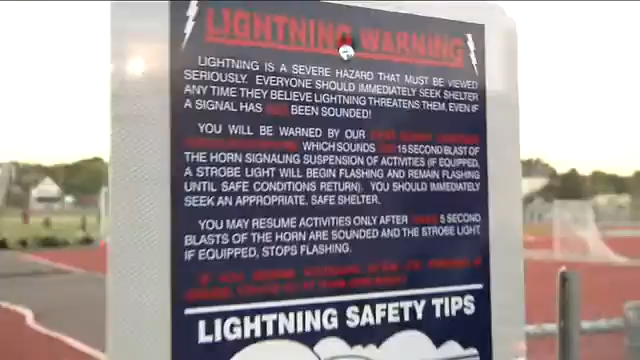 LIGHTNING WARNING
LIGHTNING IS A SEVERE HAZARD THAT MUST BE VIEWED
SERIOUSLY. EVERYONE SHOULD IMMEDIATELY SEEK SHELTER
ANY TIME THEY BELIEVE LIGHTNING THREATENS THEM, EVEN IF
A SIGNAL HAS BEEN SOUNDED!
YOU WILL BE WARNED BY OUR
WHICH SOUNDS 15 SECOND BLAST OF
THE HORN SIGNALING SUSPENSION OF ACTIVITIES (IF EQUIPPED,
A STROBE LIGHT WILL BEGIN FLASHING AND REMAIN FLASHING
UNTIL SAFE CONDITIONS RETURN). YOU SHOULD IMMEDIATELY
SEEK AN APPROPRIATE, SAFE SHELTER.
YOU MAY RESUME ACTIVITIES ONLY AFTER 5 SECOND
BLASTS OF THE HORN ARE SOUNDED AND THE STROBE LIGHT,
IF EQUIPPED, STOPS FLASHING.
LIGHTNING SAFETY TIPS